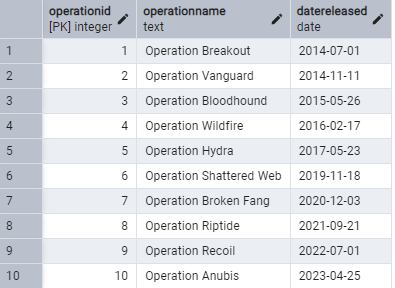 operationid operationname datereleased
[PK] integer text date
1 1 Operation Breakout 2014-07-01
2 2 Operation Vanguard 2014-11-11
3 3 Operation Bloodhound 2015-05-26
4 4 Operation Wildfire 2016-02-17
5 5 Operation Hydra 2017-05-23
6 6 Operation Shattered Web 2019-11-18
7 7 Operation Broken Fang 2020-12-03
8 8 Operation Riptide 2021-09-21
9 9 Operation Recoil 2022-07-01
10 10 Operation Anubis 2023-04-25